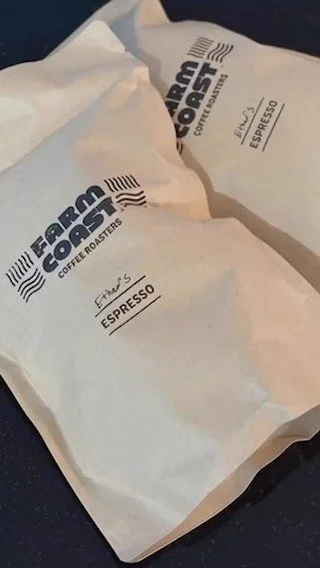 FARM
COAST
COFFEE ROASTERS
Ethan's
ESPRESSO
FARM
COAST
COFFEE ROASTERS
Ethan's
ESPRESSO